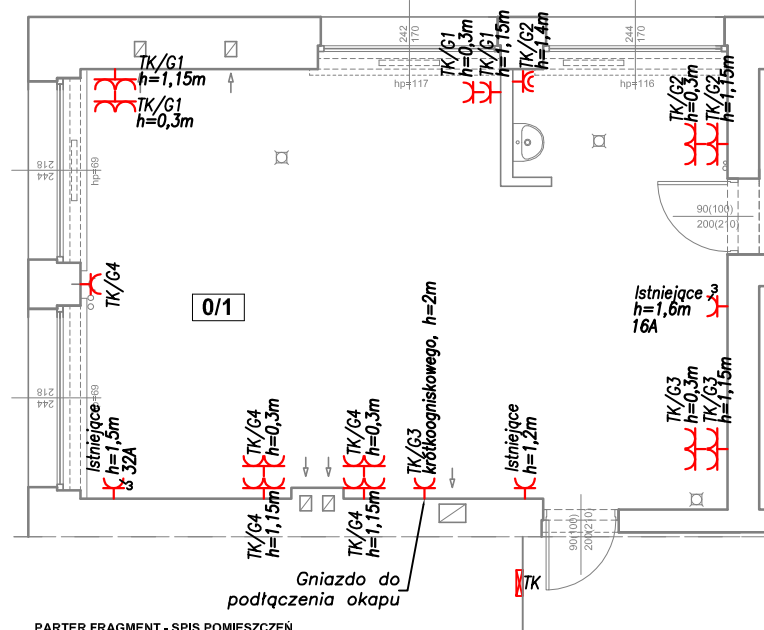 242
170
244
170
TK/G1
h=1,15m
TK/G1
h=0,3m
TK/G1
h=0,3m
TK/G1
h=1,15m
TK/G2
h=1,4m
hp=117
hp=116
TK/G2
h=0,3m
TK/G2
h=1,15m
218
244
hp=69
90(100)
200(210)
TK/G4
0/1
Istniejące
h=1,6m
16A
3
krótkoogniskowego, h=2m
TK/G3
218
244
hp=69
Istniejące
h=1,5m
32A
3
TK/G4
h=0,3m
TK/G4
h=0,3m
Istniejące
h=1,2m
TK/G3
h=0,3m
TK/G3
h=1,15m
TK/G4
h=1,15m
TK/G4
h=1,15m
90(100)
200(210)
Gniazdo do
podłączenia okapu
TK
PARTER FRAGMENT - SPIS POMIESZCZEŃ